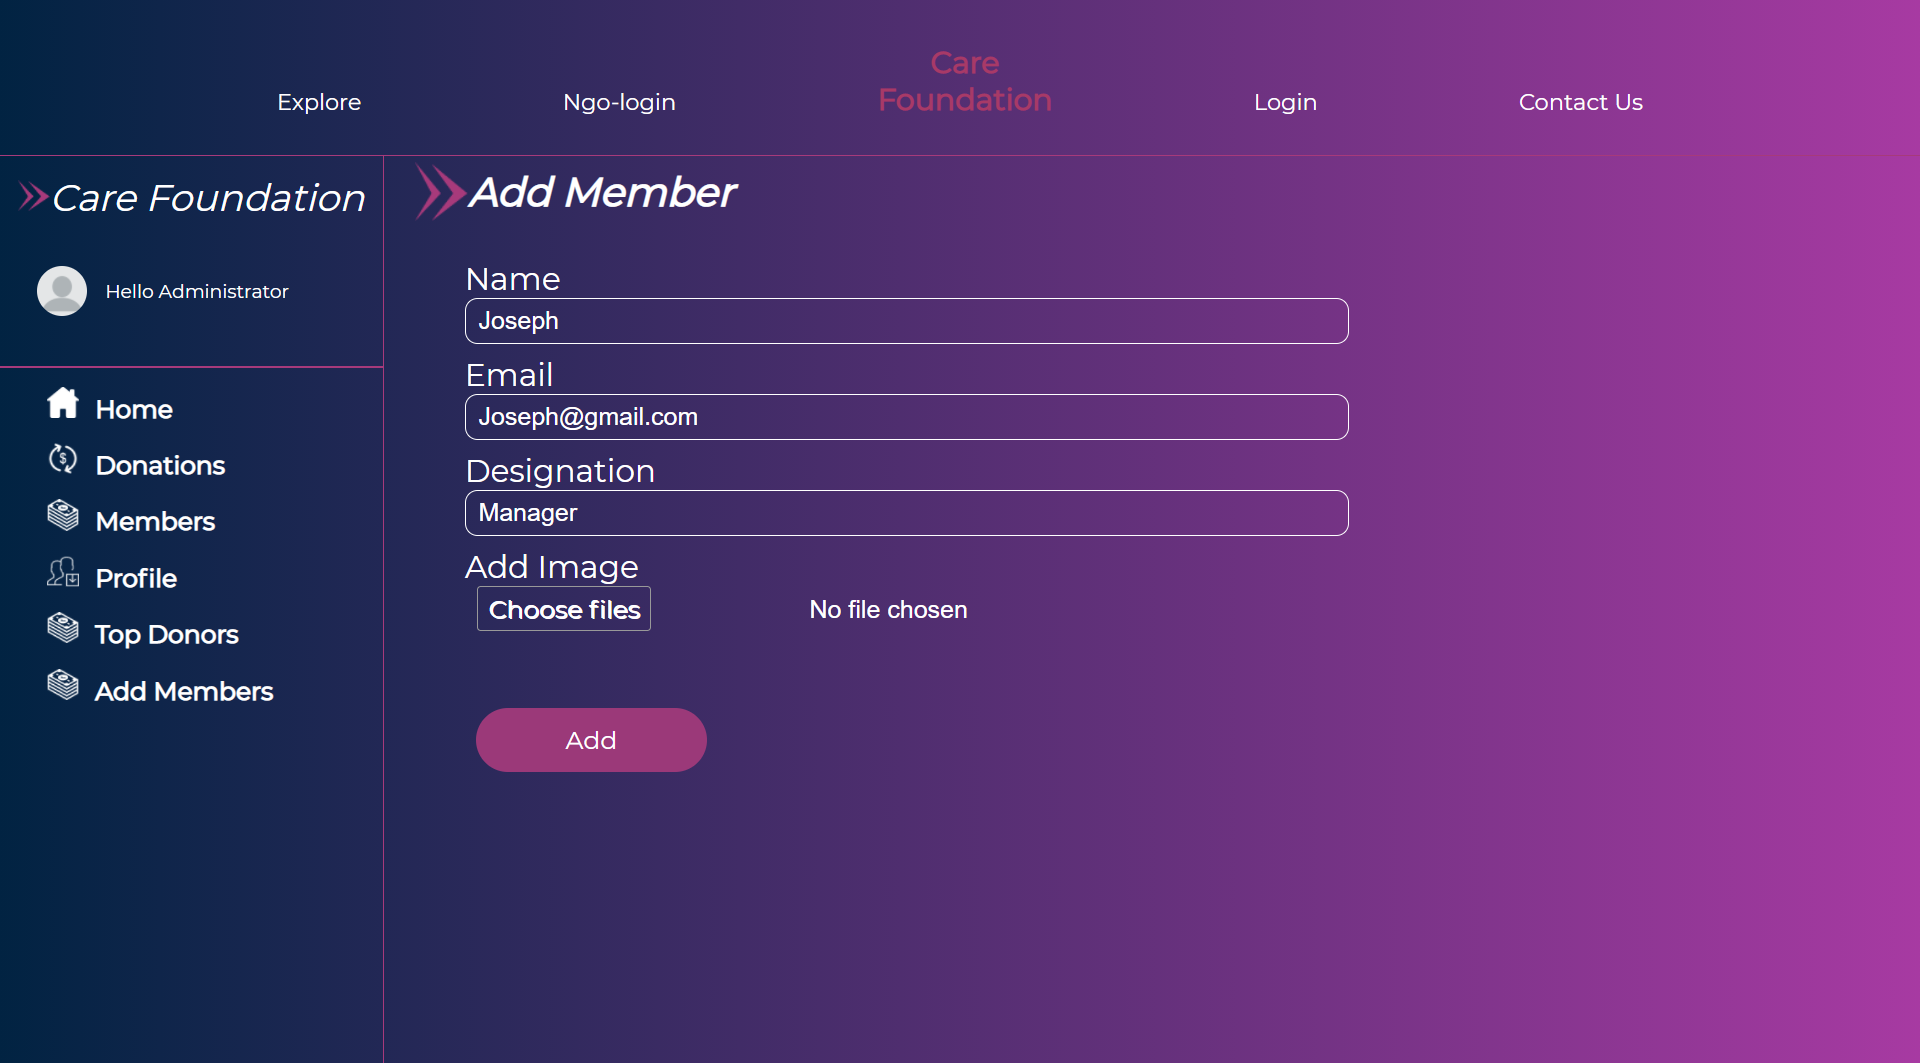 Explore
Ngo-login
Care
Foundation
Login
Contact Us
Care Foundation
Hello Administrator
Home
Donations
Members
Profile
Top Donors
Add Members
Add Member
Name
Joseph
Email
Joseph@gmail.com
Designation
Manager
Add Image
Choose files No file chosen
Add